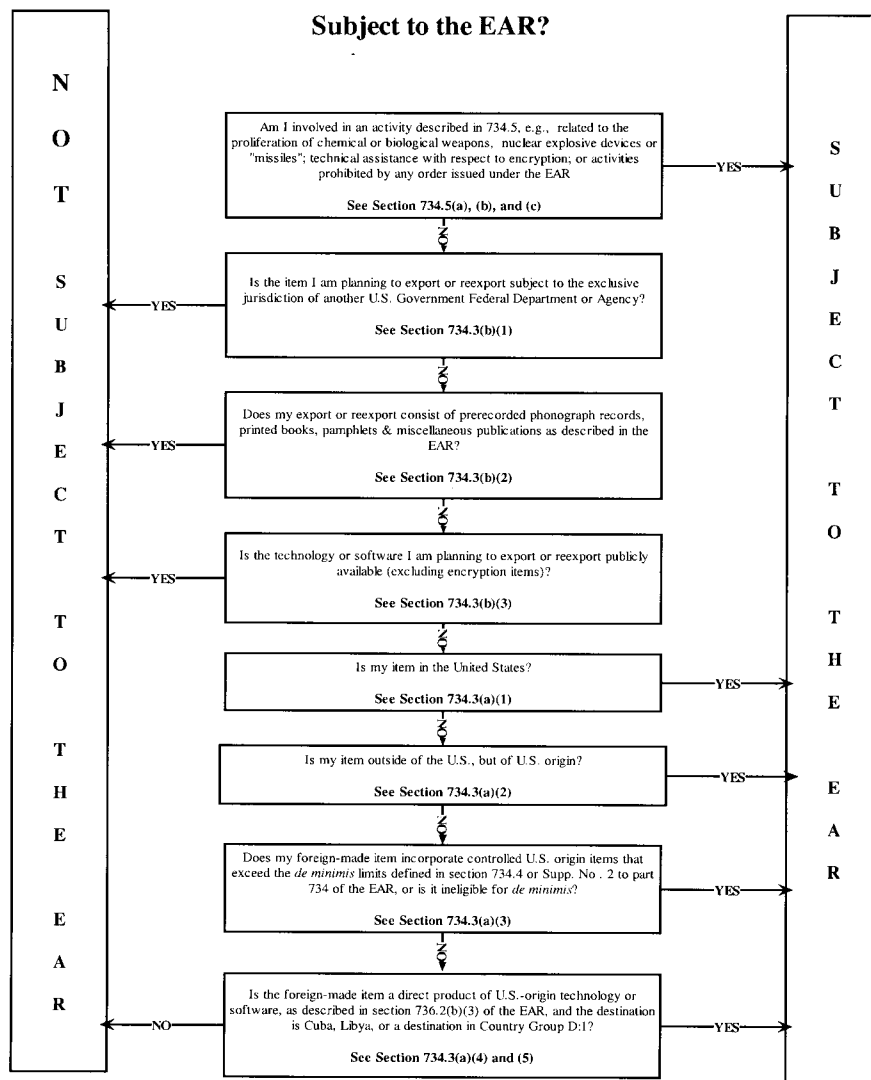 Subject to the EAR?
N
O
T
S
U
B
J
E
C
T
T
O
T
H
E
E
A
R
Am I involved in an activity described in 734.5, e.g., related to the
proliferation of chemical or biological weapons, nuclear explosive devices or
"missiles"; technical assistance with respect to encryption; or activities
prohibited by any order issued under the EAR
See Section 734.5(a), (b), and (c)
YES
NO
Is the item I am planning to export or reexport subject to the exclusive
jurisdiction of another U.S. Government Federal Department or Agency?
See Section 734.3(b)(1)
YES
NO
Does my export or reexport consist of prerecorded phonograph records,
printed books, pamphlets & miscellaneous publications as described in the
EAR?
See Section 734.3(b)(2)
YES
NO
Is the technology or software I am planning to export or reexport publicly
available (excluding encryption items)?
See Section 734.3(b)(3)
YES
NO
Is my item in the United States?
See Section 734.3(a)(1)
YES
NO
Is my item outside of the U.S., but of U.S. origin?
See Section 734.3(a)(2)
YES
NO
Does my foreign-made item incorporate controlled U.S. origin items that
exceed the de minimis limits defined in section 734.4 or Supp. No . 2 to part
734 of the EAR, or is it ineligible for de minimis?
See Section 734.3(a)(3)
YES
NO
Is the foreign-made item a direct product of U.S.-origin technology or
software, as described in section 736.2(b)(3) of the EAR, and the destination
is Cuba, Libya, or a destination in Country Group D:1?
See Section 734.3(a)(4) and (5)
NO
YES
S
U
B
J
E
C
T
T
O
T
H
E
E
A
R